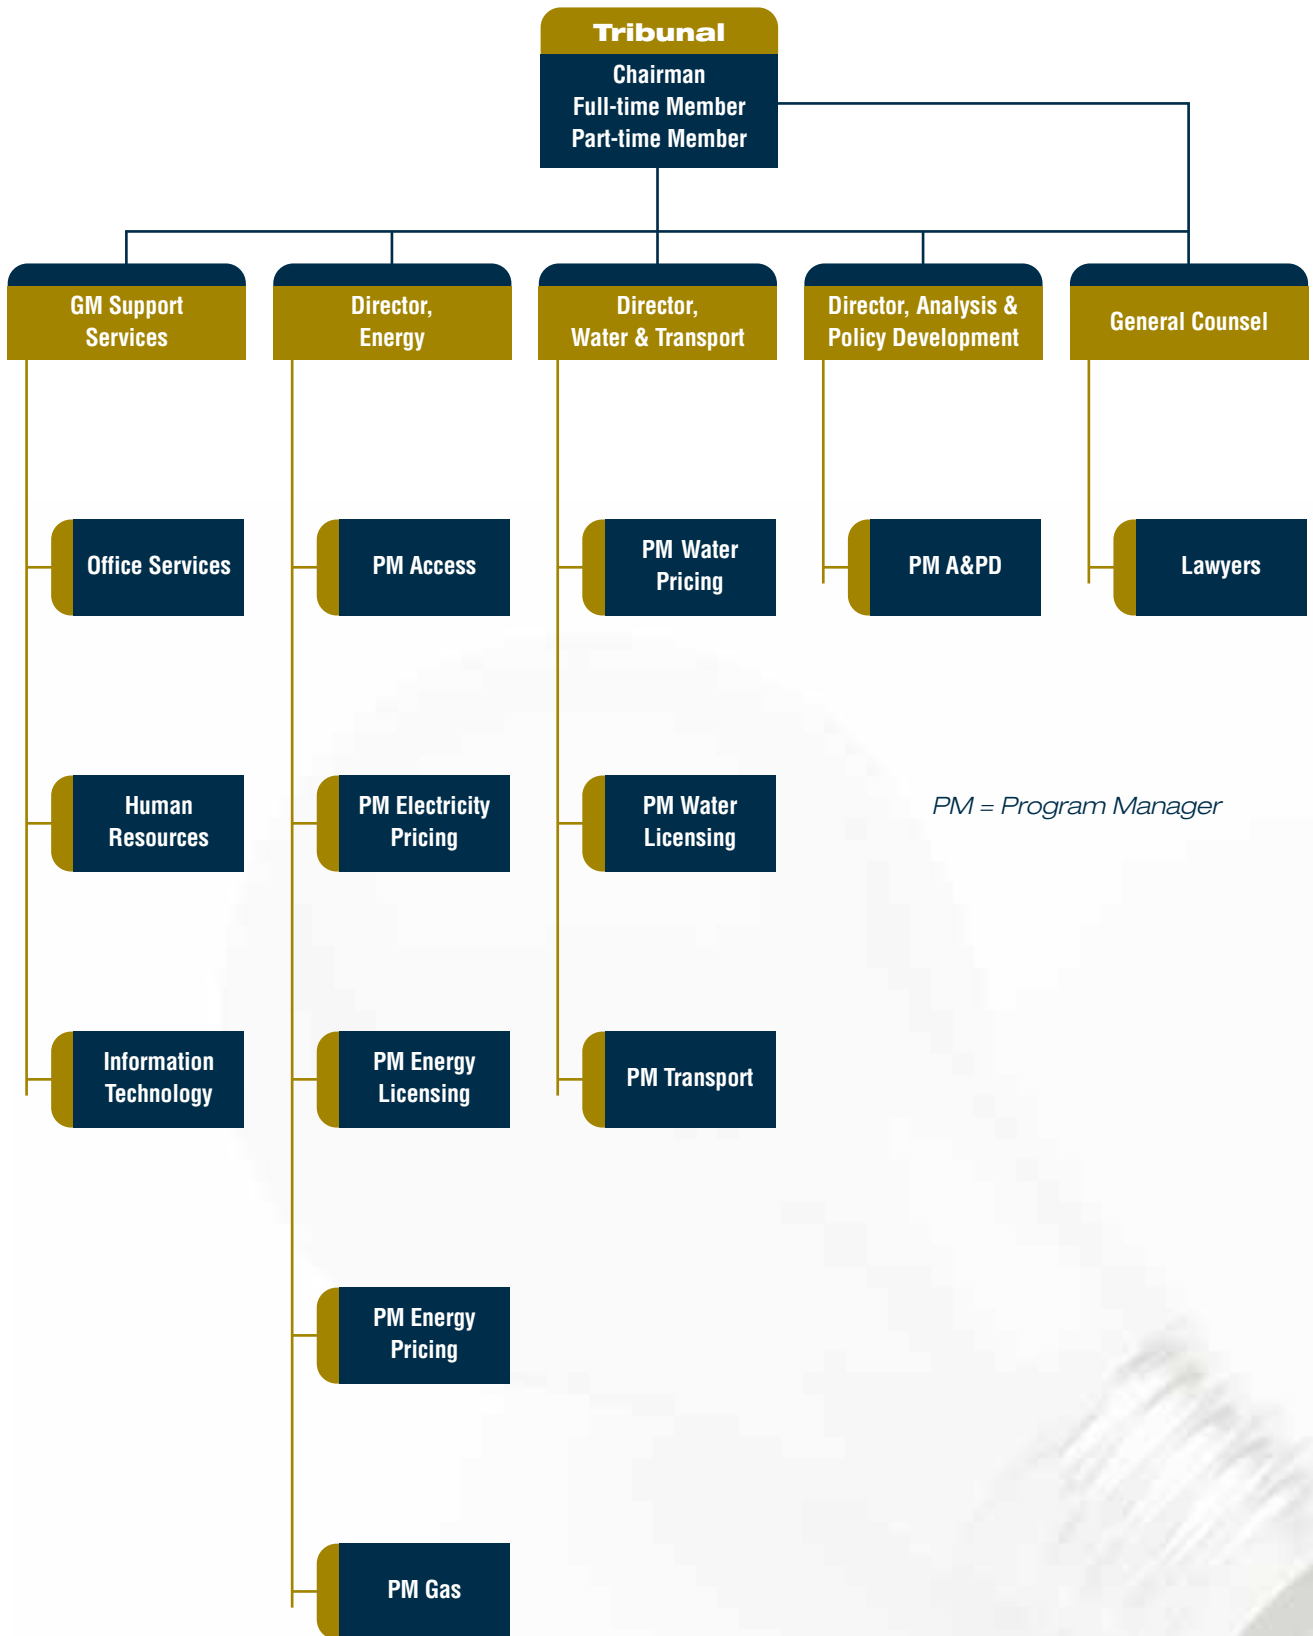 Tribunal
Chairman
Full-time Member
Part-time Member
GM Support
Services
Director,
Energy
Director,
Water & Transport
Director, Analysis &
Policy Development
General Counsel
Office Services
PM Access
PM Water
Pricing
PM A&PD
Lawyers
Human
Resources
PM Electricity
Pricing
PM Water
Licensing
PM = Program Manager
Information
Technology
PM Energy
Licensing
PM Transport
PM Energy
Pricing
PM Gas